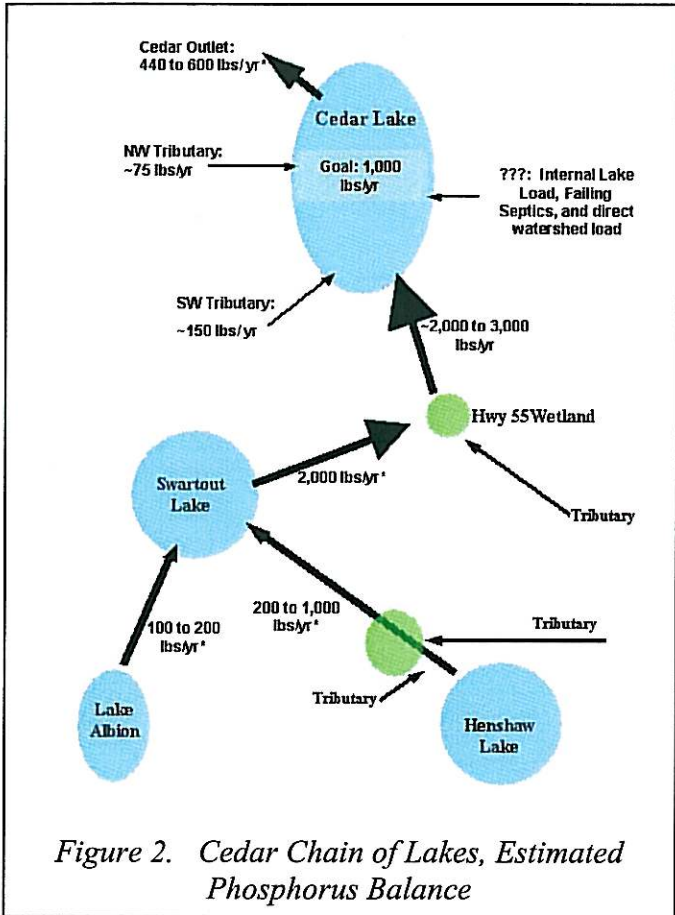 Cedar Outlet:
440 to 600 lbs/yr*
Cedar Lake
NW Tributary:
~75 lbs/yr
Goal: 1,000
lbs/yr
???: Internal Lake
Load, Failing
Septics, and direct
watershed load
SW Tributary:
~150 lbs/yr
~2,000 to 3,000
lbs/yr
Hwy 55 Wetland
Swartout
Lake
2,000 lbs/yr*
Tributary
200 to 1,000
lbs/yr*
Tributary
100 to 200
lbs/yr*
Tributary
Lake
Albion
Henshaw
Lake
Figure 2. Cedar Chain of Lakes, Estimated
Phosphorus Balance